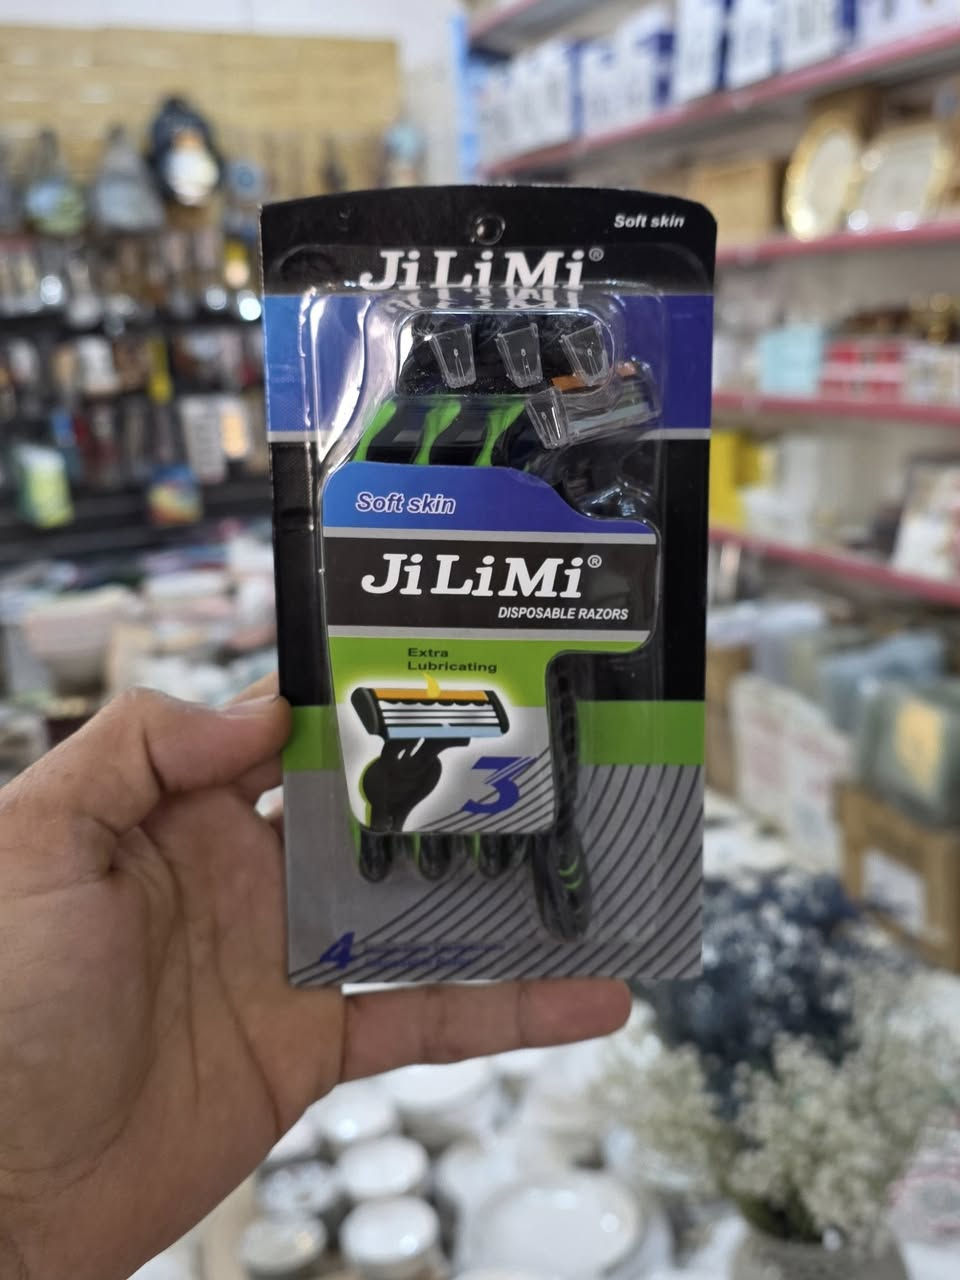 Soft skin
JiLiMi®
Soft skin
JiLiMi®
DISPOSABLE RAZORS
Extra
Lubricating
3
4